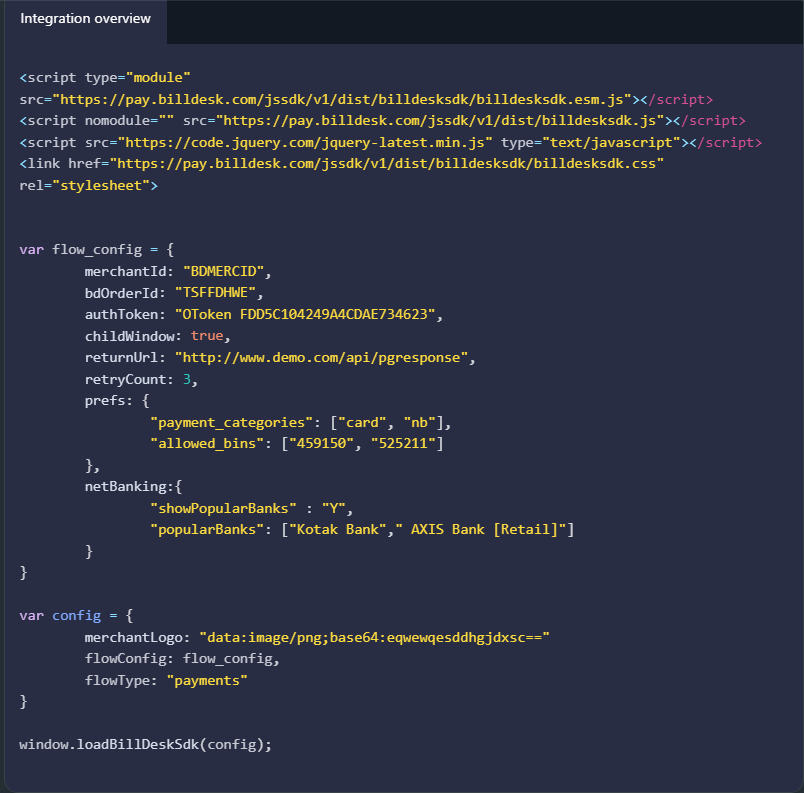 Integration overview
<script type="module"
src="https://pay.billdesk.com/jssdk/v1/dist/billdesksdk/billdesksdk.esm.js"></script>
<script nomodule="" src="https://pay.billdesk.com/jssdk/v1/dist/billdesksdk.js"></script>
<script src="https://code.jquery.com/jquery-latest.min.js" type="text/javascript"></script>
<link href="https://pay.billdesk.com/jssdk/v1/dist/billdesksdk/billdesksdk.css"
rel="stylesheet">
var flow_config = {
merchantId: "BDMERCID",
bdOrderId: "TSFFDHWE",
authToken: "OToken FDD5C104249A4CDAE734623",
childWindow: true,
returnUrl: "http://www.demo.com/api/pgresponse",
retryCount: 3,
prefs: {
"payment_categories": ["card", "nb"],
"allowed_bins": ["459150", "525211"]
},
netBanking:{
"showPopularBanks" : "Y",
"popularBanks": ["Kotak Bank"," AXIS Bank [Retail]"]
}
}
var config = {
merchantLogo: "data:image/png;base64:eqwewqesddhgjdxsc=="
flowConfig: flow_config,
flowType: "payments"
}
window.loadBillDeskSdk(config);